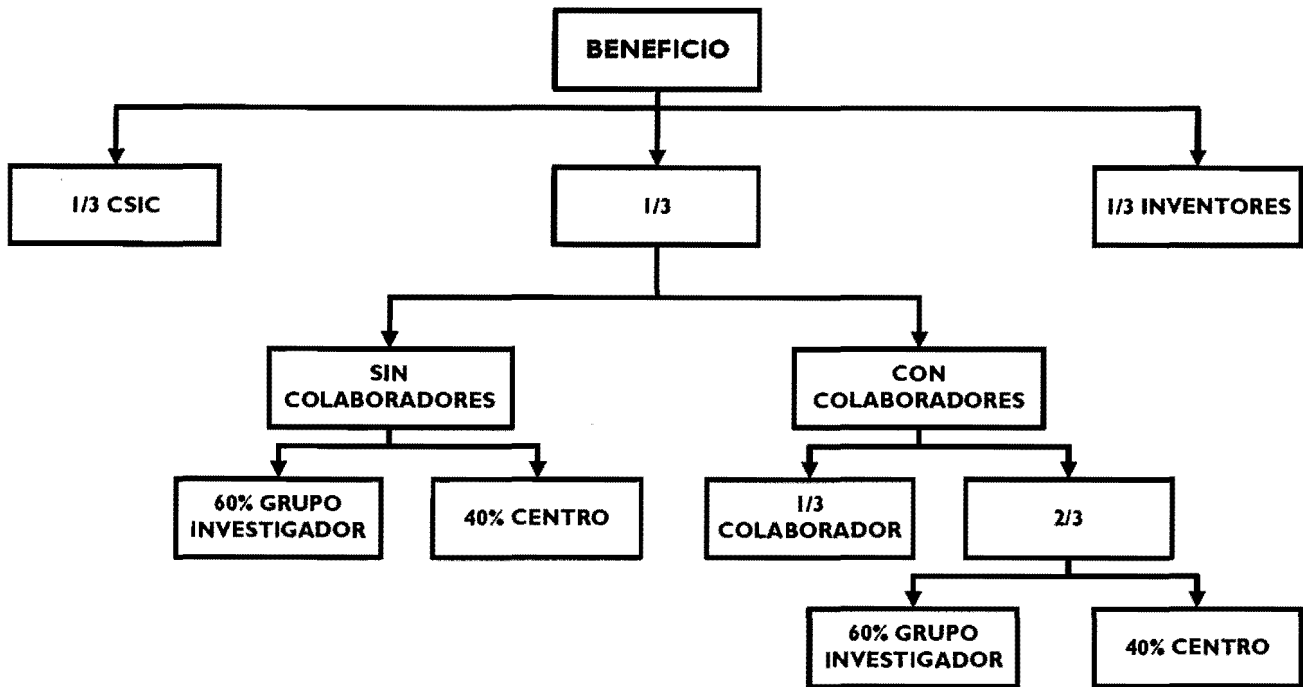 BENEFICIO
1/3 CSIC
1/3
1/3 INVENTORES
SIN
COLABORADORES
CON
COLABORADORES
60% GRUPO
INVESTIGADOR
40% CENTRO
1/3
COLABORADOR
2/3
60% GRUPO
INVESTIGADOR
40% CENTRO